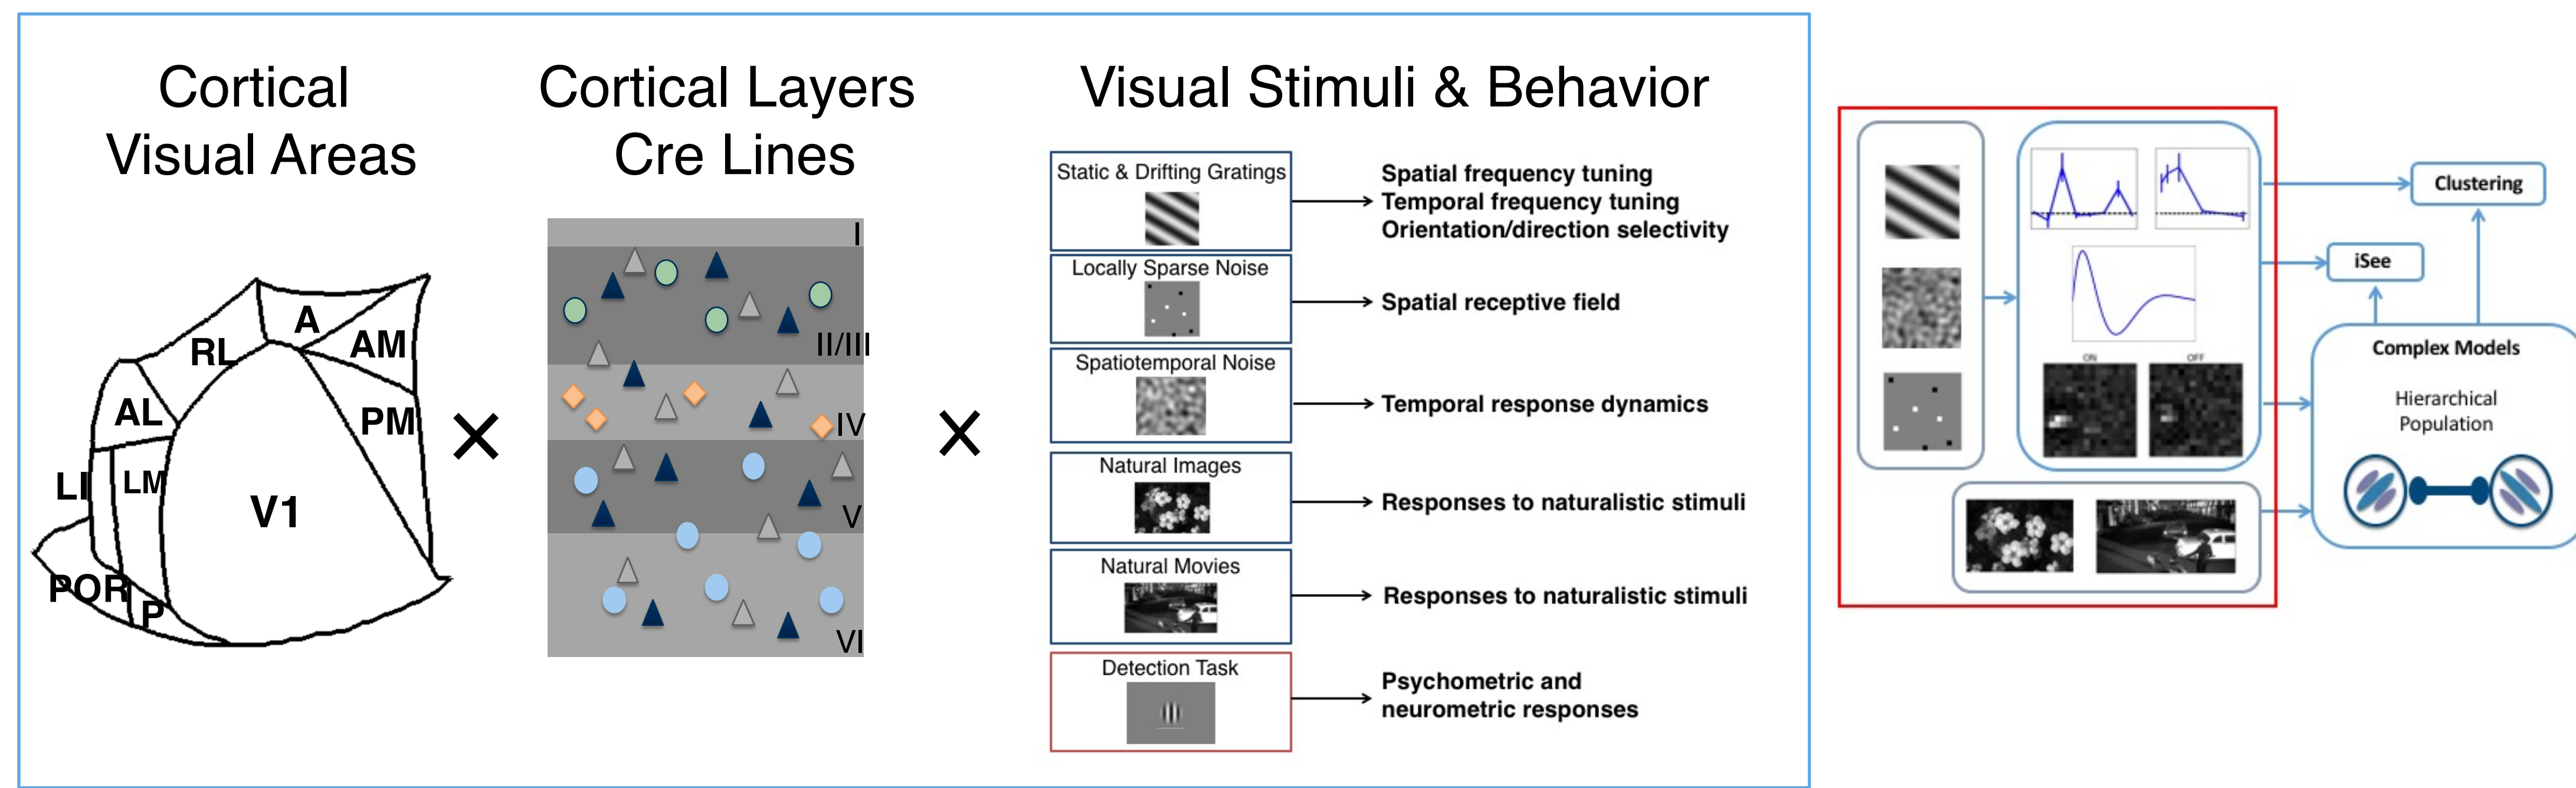 Cortical
Visual Areas
Cortical Layers
Cre Lines
Visual Stimuli & Behavior
A
RL
AM
AL
PM
LI
LM
V1
POR
P
×
I
II/III
IV
V
VI
×
Static & Drifting Gratings
Spatial frequency tuning
Temporal frequency tuning
Orientation/direction selectivity
Locally Sparse Noise
Spatial receptive field
Spatiotemporal Noise
Temporal response dynamics
Natural Images
Responses to naturalistic stimuli
Natural Movies
Responses to naturalistic stimuli
Detection Task
Psychometric and
neurometric responses
ON
OFF
Clustering
iSee
Complex Models
Hierarchical
Population